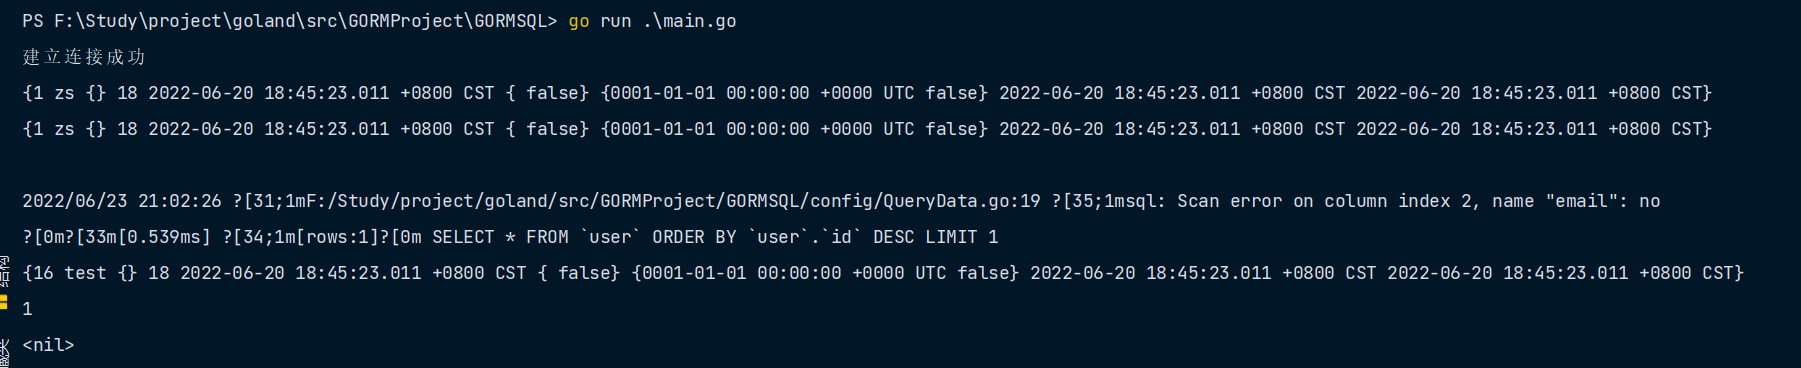 PS F:\Study\project\goland\src\GORMProject\GORMSQL> go run .\main.go
建立连接成功
{1 zs {} 18 2022-06-20 18:45:23.011 +0800 CST { false} {0001-01-01 00:00:00 +0000 UTC false} 2022-06-20 18:45:23.011 +0800 CST 2022-06-20 18:45:23.011 +0800 CST}
{1 zs {} 18 2022-06-20 18:45:23.011 +0800 CST { false} {0001-01-01 00:00:00 +0000 UTC false} 2022-06-20 18:45:23.011 +0800 CST 2022-06-20 18:45:23.011 +0800 CST}
2022/06/23 21:02:26 ?[31;1mF:/Study/project/goland/src/GORMProject/GORMSQL/config/QueryData.go:19 ?[35;1msql: Scan error on column index 2, name "email": no
?[0m?[33m[0.539ms] ?[34;1m[rows:1]?[0m SELECT * FROM `user` ORDER BY `user`.`id` DESC LIMIT 1
{16 test {} 18 2022-06-20 18:45:23.011 +0800 CST { false} {0001-01-01 00:00:00 +0000 UTC false} 2022-06-20 18:45:23.011 +0800 CST 2022-06-20 18:45:23.011 +0800 CST}
1
<nil>
结构